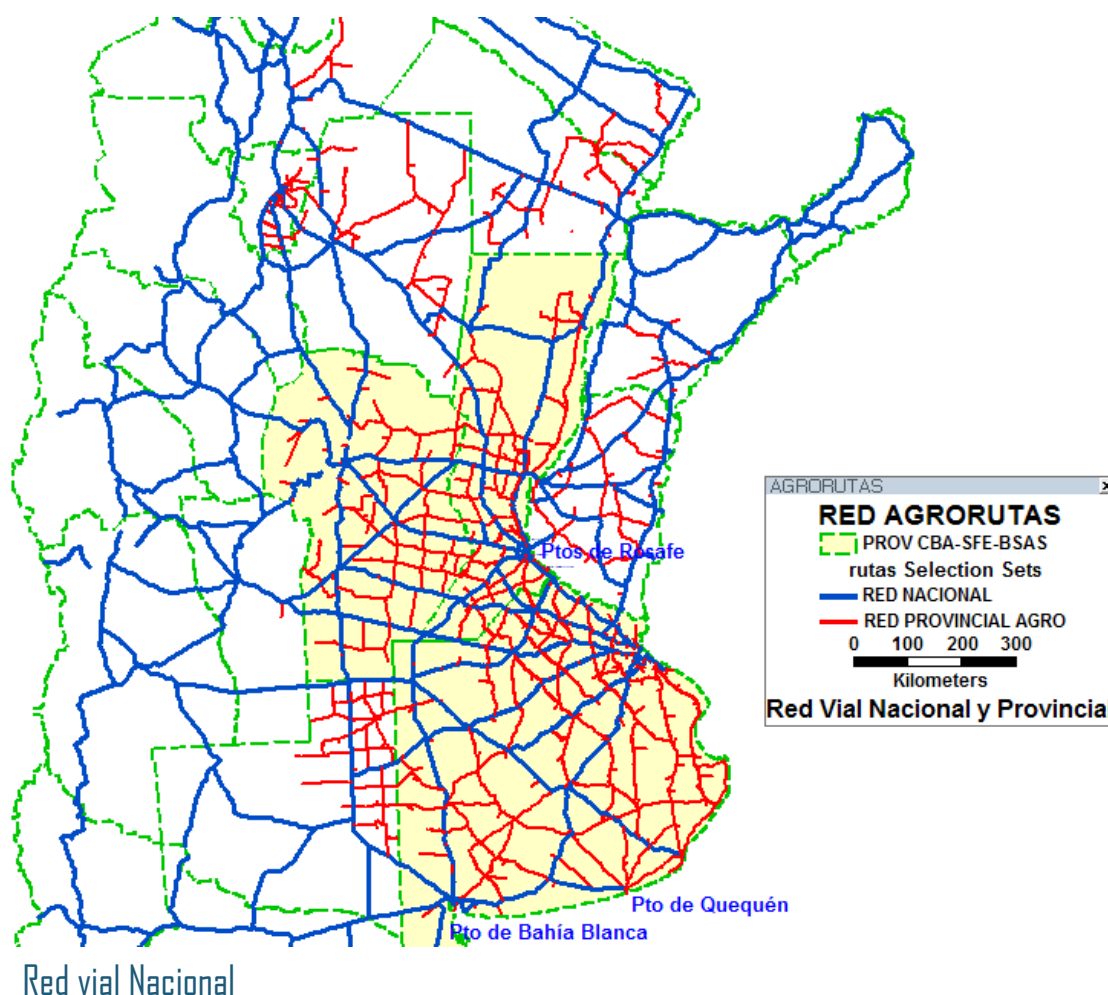 Ptos de Rosafe
Pto de Quequén
Pto de Bahía Blanca
AGRORUTAS
RED AGRORUTAS
PROV CBA-SFE-BSAS
rutas Selection Sets
RED NACIONAL
RED PROVINCIAL AGRO
0 100 200 300
Kilometers
Red Vial Nacional y Provincial
Red vial Nacional